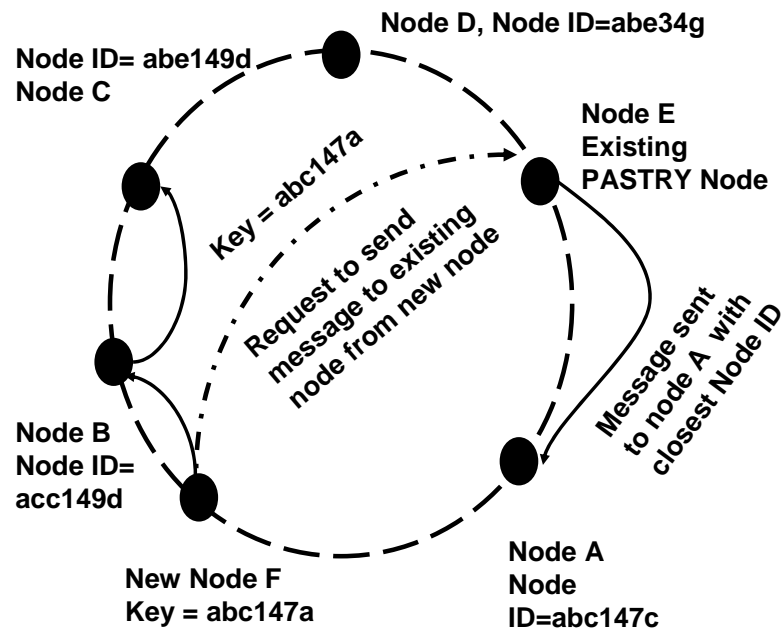 Node D, Node ID=abe34g
Node ID= abe149d
Node C
Node E
Existing
PASTRY Node
Key = abc147a
Request to send
message to existing
node from new node
Message sent
to node A with
closest Node ID
Node B
Node ID=
acc149d
New Node F
Key = abc147a
Node A
Node
ID=abc147c